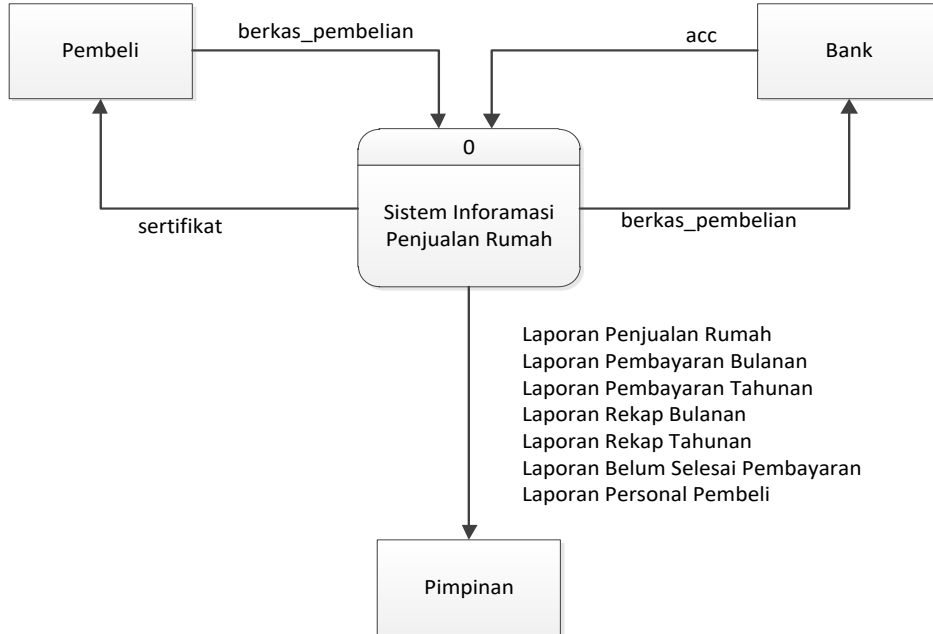 Pembeli
berkas_pembelian
acc
Bank
0
Sistem Inforamasi
Penjualan Rumah
sertifikat
berkas_pembelian
Laporan Penjualan Rumah
Laporan Pembayaran Bulanan
Laporan Pembayaran Tahunan
Laporan Rekap Bulanan
Laporan Rekap Tahunan
Laporan Belum Selesai Pembayaran
Laporan Personal Pembeli
Pimpinan